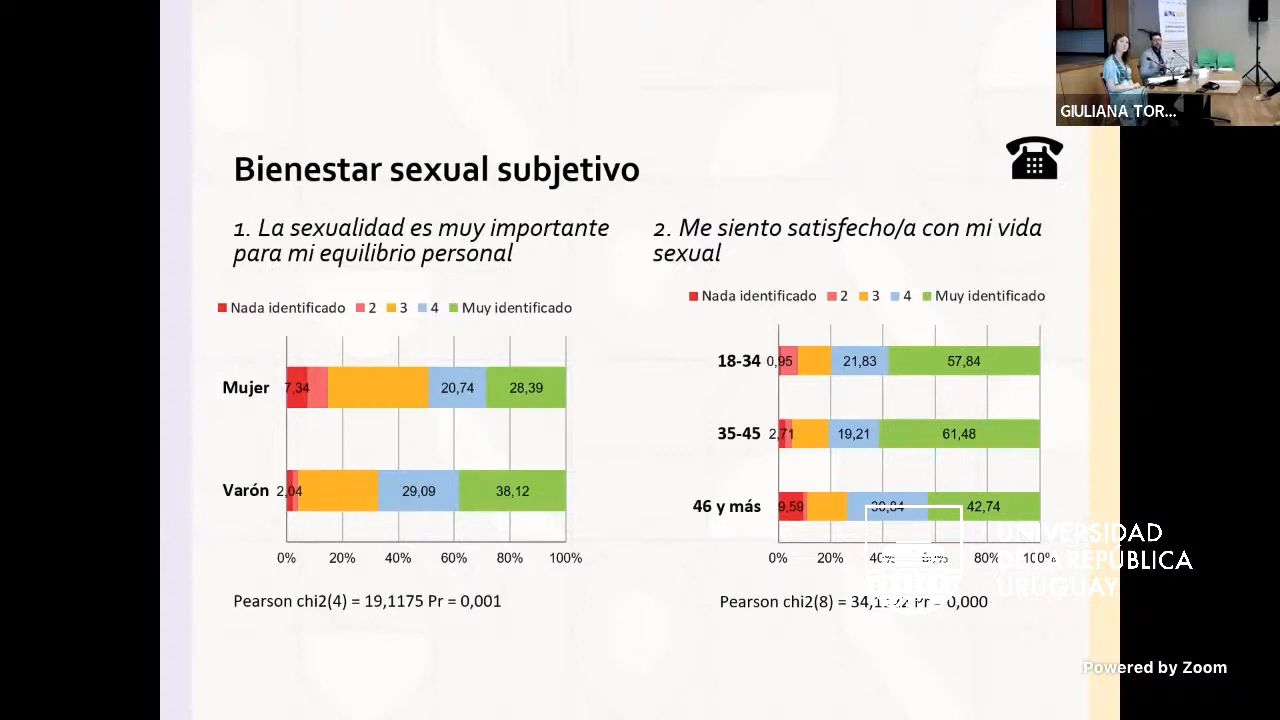 GIULIANA TOR...
Bienestar sexual subjetivo
1. La sexualidad es muy importante
para mi equilibrio personal
Nada identificado 2 3 4 Muy identificado
Mujer 7,34 20,74 28,39
Varón 2,04 29,09 38,12
0% 20% 40% 60% 80% 100%
Pearson chi2(4) = 19,1175 Pr = 0,001
2. Me siento satisfecho/a con mi vida
sexual
Nada identificado 2 3 4 Muy identificado
18-34 0,95 21,83 57,84
35-45 2,71 19,21 61,48
46 y más 9,59 42,74
0% 20% 40% 60% 80% 100%
Pearson chi2(8) = Pr = 0,000
UNIVERSIDAD
DE LA REPÚBLICA
URUGUAY
Powered by Zoom